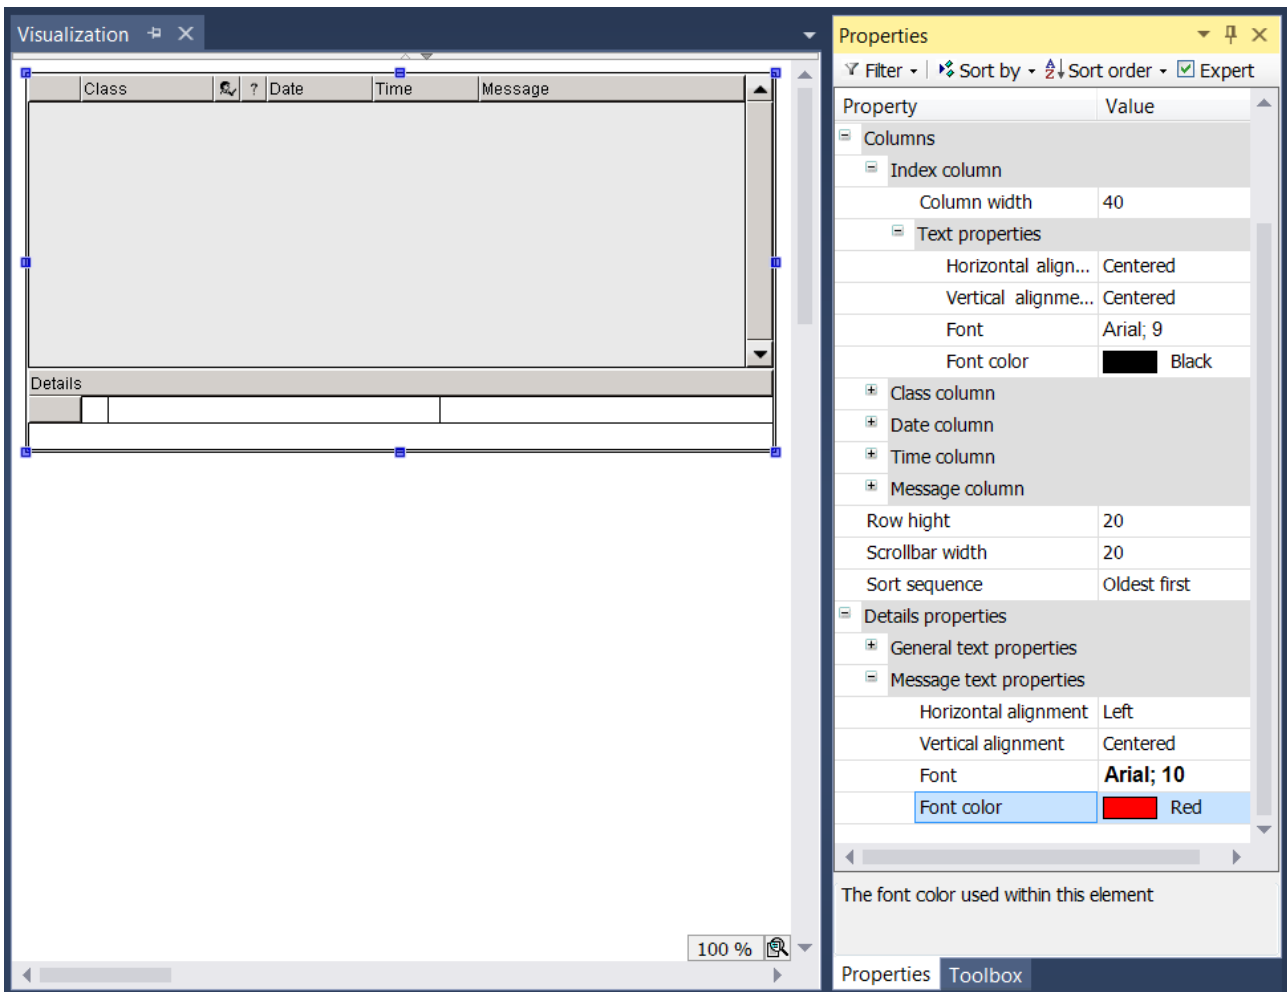 Visualization
Class ? Date Time Message
Details
100 %
Properties
Filter Sort by Sort order Expert
Property Value
Columns
Index column
Column width 40
Text properties
Horizontal align... Centered
Vertical alignme... Centered
Font Arial; 9
Font color Black
Class column
Date column
Time column
Message column
Row hight 20
Scrollbar width 20
Sort sequence Oldest first
Details properties
General text properties
Message text properties
Horizontal alignment Left
Vertical alignment Centered
Font Arial; 10
Font color Red
The font color used within this element
Properties Toolbox